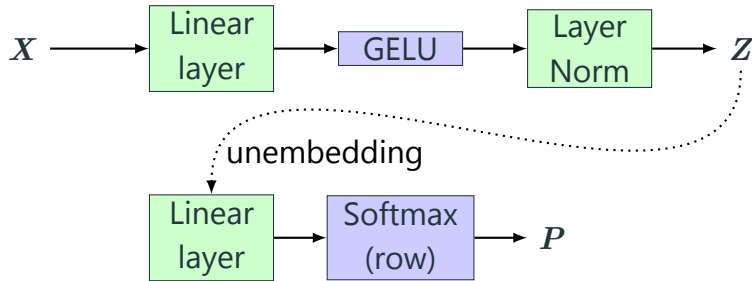 X
Linear
layer
GELU
Layer
Norm
Z
unembedding
Linear
layer
Softmax
(row)
P